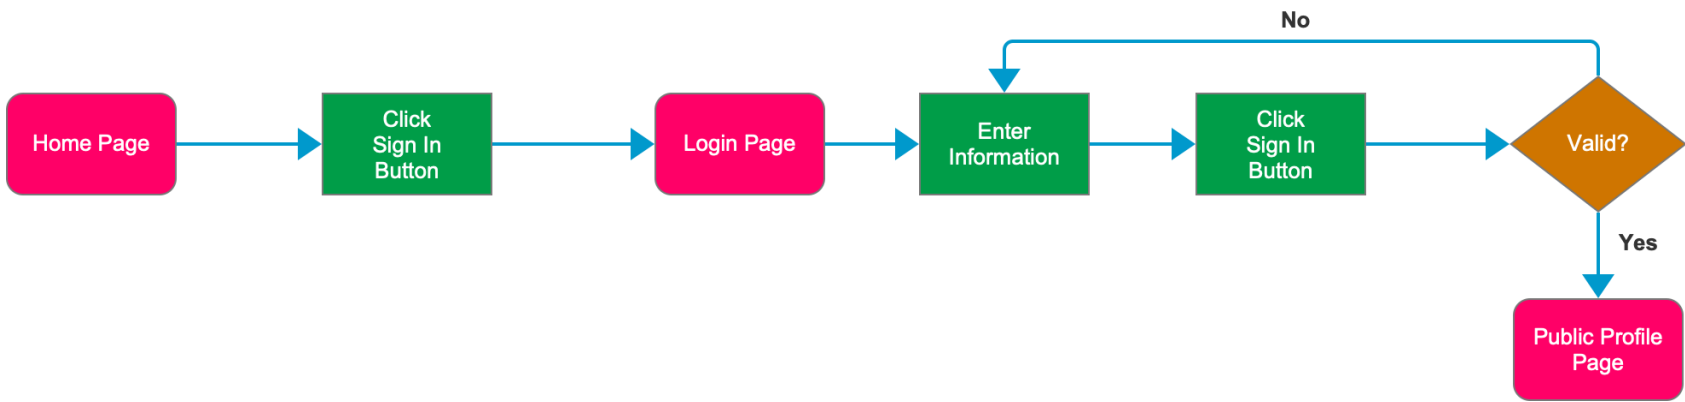 No
Home Page
Click
Sign In
Button
Login Page
Enter
Information
Click
Sign In
Button
Valid?
Yes
Public Profile
Page